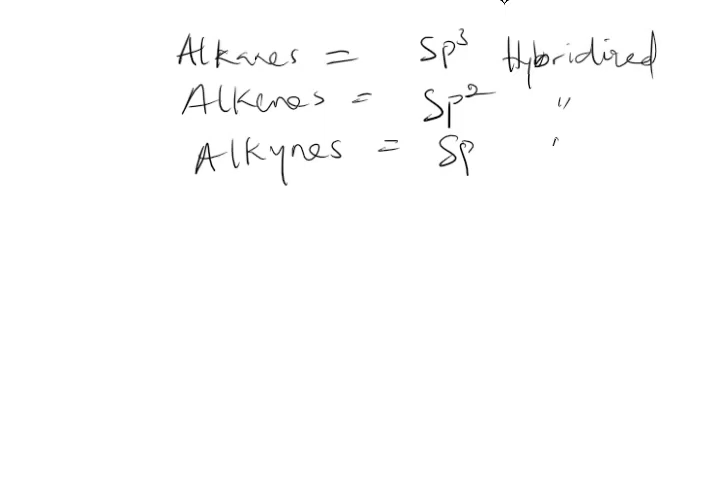 Alkanes = Sp³ Hybridized
Alkenes = Sp² "
Alkynes = Sp "